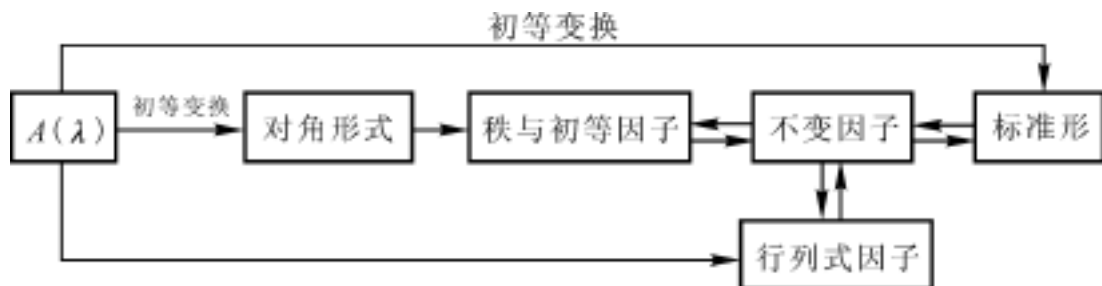 初等变换
A(λ)
初等变换
对角形式
秩与初等因子
不变因子
标准形
行列式因子